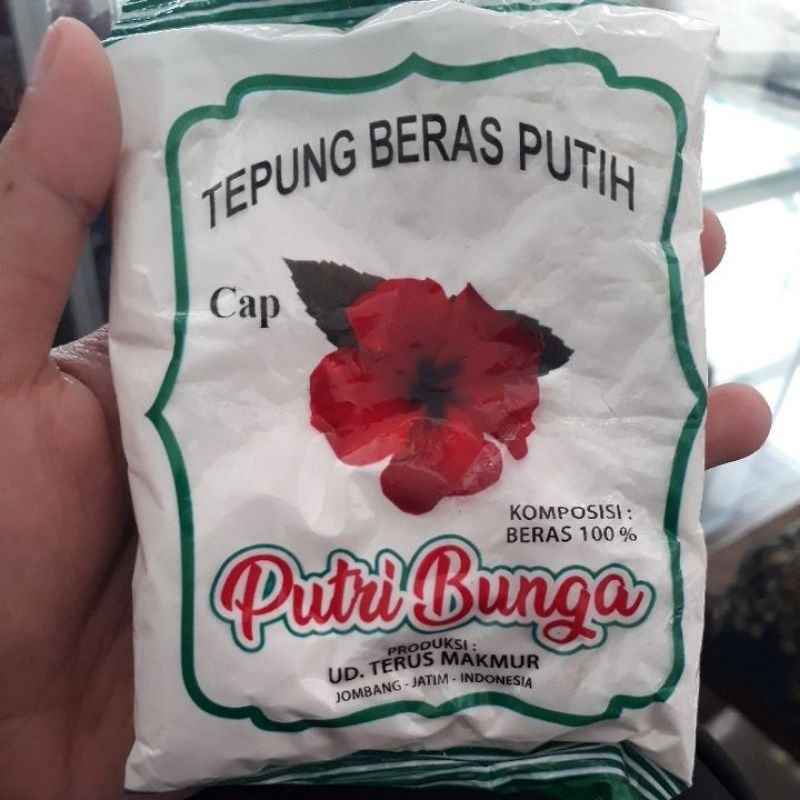 TEPUNG BERAS PUTIH
Cap
KOMPOSISI :
BERAS 100 %
Putri Bunga
PRODUKSI :
UD. TERUS MAKMUR
JOMBANG - JATIM - INDONESIA